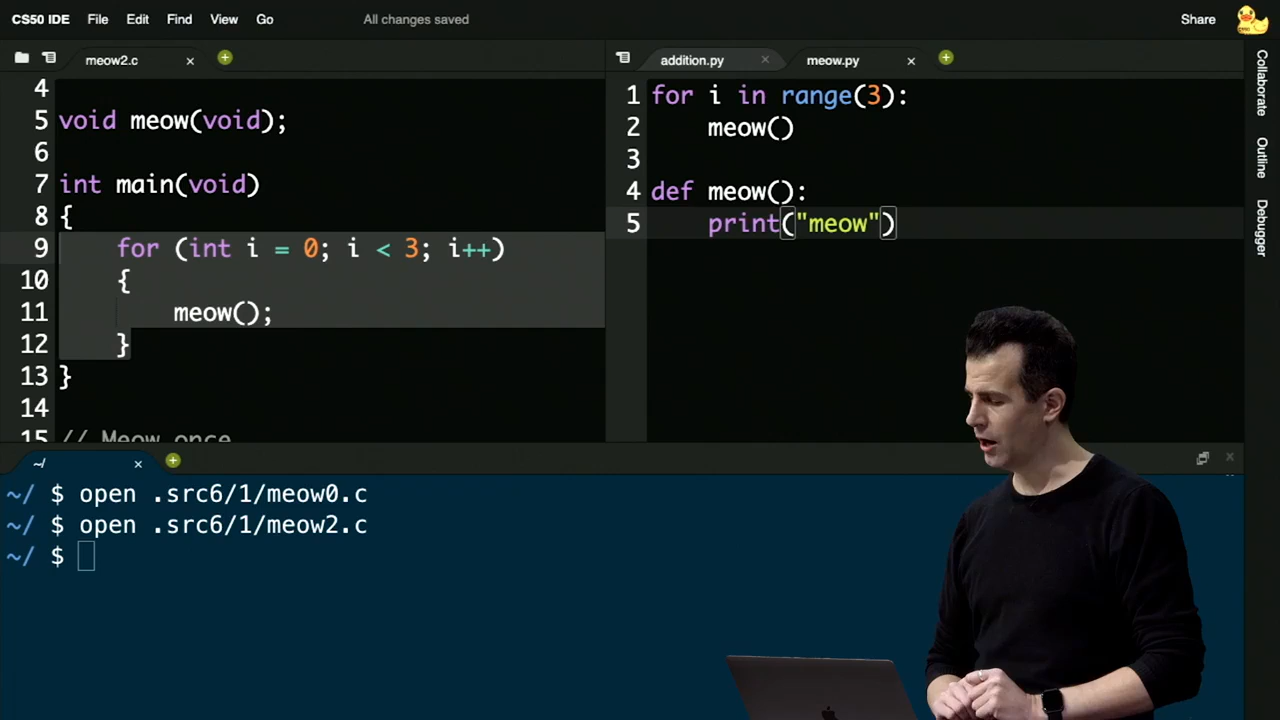 CS50 IDE File Edit Find View Go All changes saved Share
meow2.c
4
5 void meow(void);
6
7 int main(void)
8 {
9 for (int i = 0; i < 3; i++)
10 {
11 meow();
12 }
13 }
14
15 // Meow once
addition.py meow.py
1 for i in range(3):
2 meow()
3
4 def meow():
5 print("meow")
Collaborate
Outline
Debugger
~/
~/ $ open .src6/1/meow0.c
~/ $ open .src6/1/meow2.c
~/ $